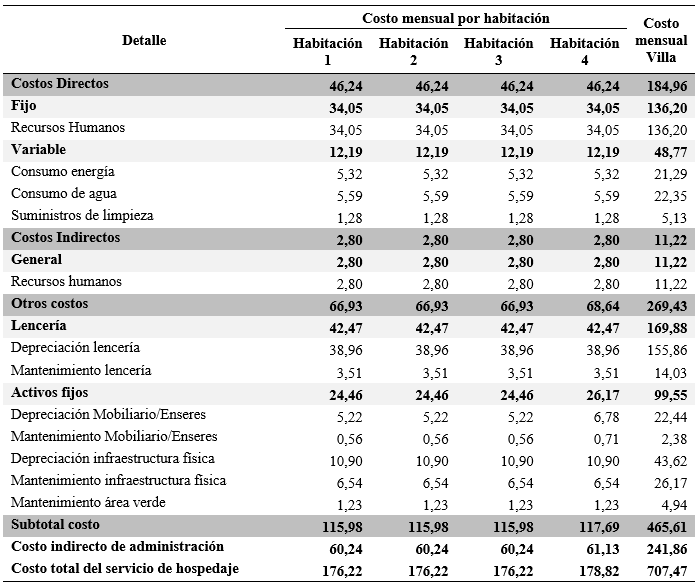 Detalle Costo mensual por habitación Costo mensual Villa
Habitación 1 Habitación 2 Habitación 3 Habitación 4
Costos Directos 46,24 46,24 46,24 46,24 184,96
Fijo 34,05 34,05 34,05 34,05 136,20
Recursos Humanos 34,05 34,05 34,05 34,05 136,20
Variable 12,19 12,19 12,19 12,19 48,77
Consumo energía 5,32 5,32 5,32 5,32 21,29
Consumo de agua 5,59 5,59 5,59 5,59 22,35
Suministros de limpieza 1,28 1,28 1,28 1,28 5,13
Costos Indirectos 2,80 2,80 2,80 2,80 11,22
General 2,80 2,80 2,80 2,80 11,22
Recursos humanos 2,80 2,80 2,80 2,80 11,22
Otros costos 66,93 66,93 66,93 68,64 269,43
Lencería 42,47 42,47 42,47 42,47 169,88
Depreciación lencería 38,96 38,96 38,96 38,96 155,86
Mantenimiento lencería 3,51 3,51 3,51 3,51 14,03
Activos fijos 24,46 24,46 24,46 26,17 99,55
Depreciación Mobiliario/Enseres 5,22 5,22 5,22 6,78 22,44
Mantenimiento Mobiliario/Enseres 0,56 0,56 0,56 0,71 2,38
Depreciación infraestructura física 10,90 10,90 10,90 10,90 43,62
Mantenimiento infraestructura física 6,54 6,54 6,54 6,54 26,17
Mantenimiento área verde 1,23 1,23 1,23 1,23 4,94
Subtotal costo 115,98 115,98 115,98 117,69 465,61
Costo indirecto de administración 60,24 60,24 60,24 61,13 241,86
Costo total del servicio de hospedaje 176,22 176,22 176,22 178,82 707,47